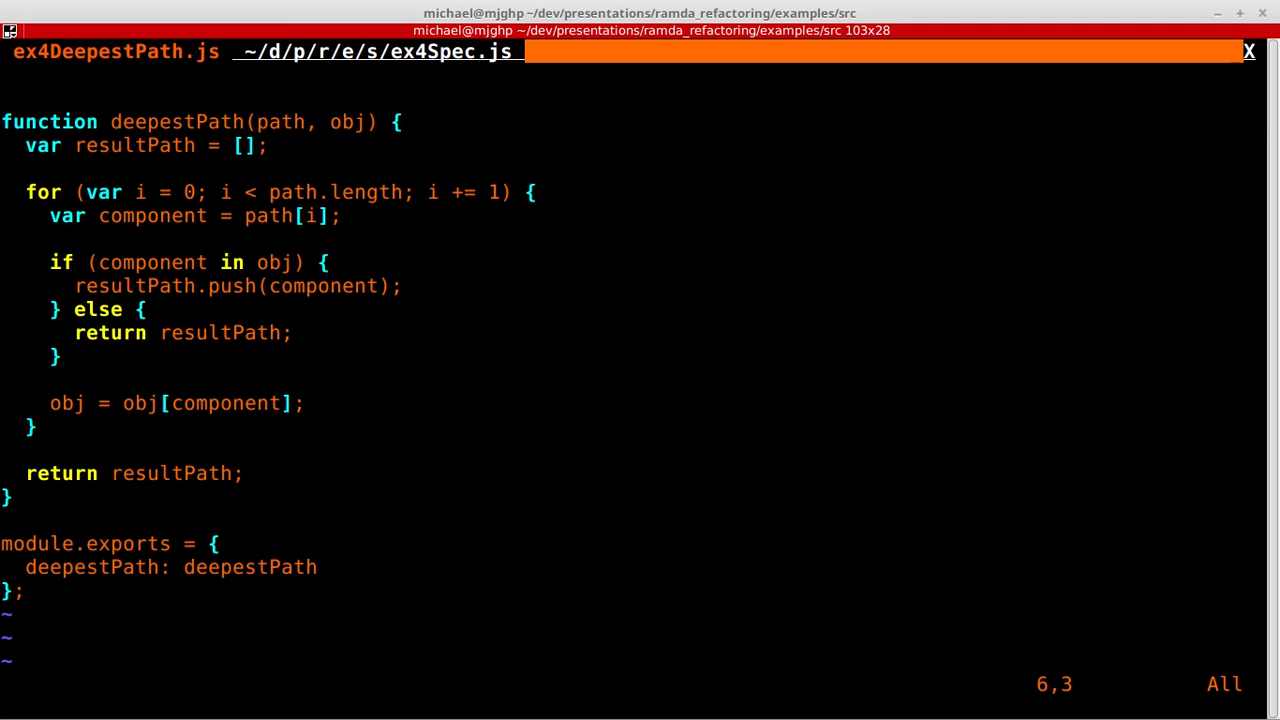 michael@mjghp ~/dev/presentations/ramda_refactoring/examples/src
michael@mjghp ~/dev/presentations/ramda_refactoring/examples/src 103x28
ex4DeepestPath.js  ~/d/p/r/e/s/ex4Spec.js  X
function deepestPath(path, obj) {
  var resultPath = [];
  for (var i = 0; i < path.length; i += 1) {
    var component = path[i];
    if (component in obj) {
      resultPath.push(component);
    } else {
      return resultPath;
    }
    obj = obj[component];
  }
  return resultPath;
}
module.exports = {
  deepestPath: deepestPath
};
~
~
~
6,3 All